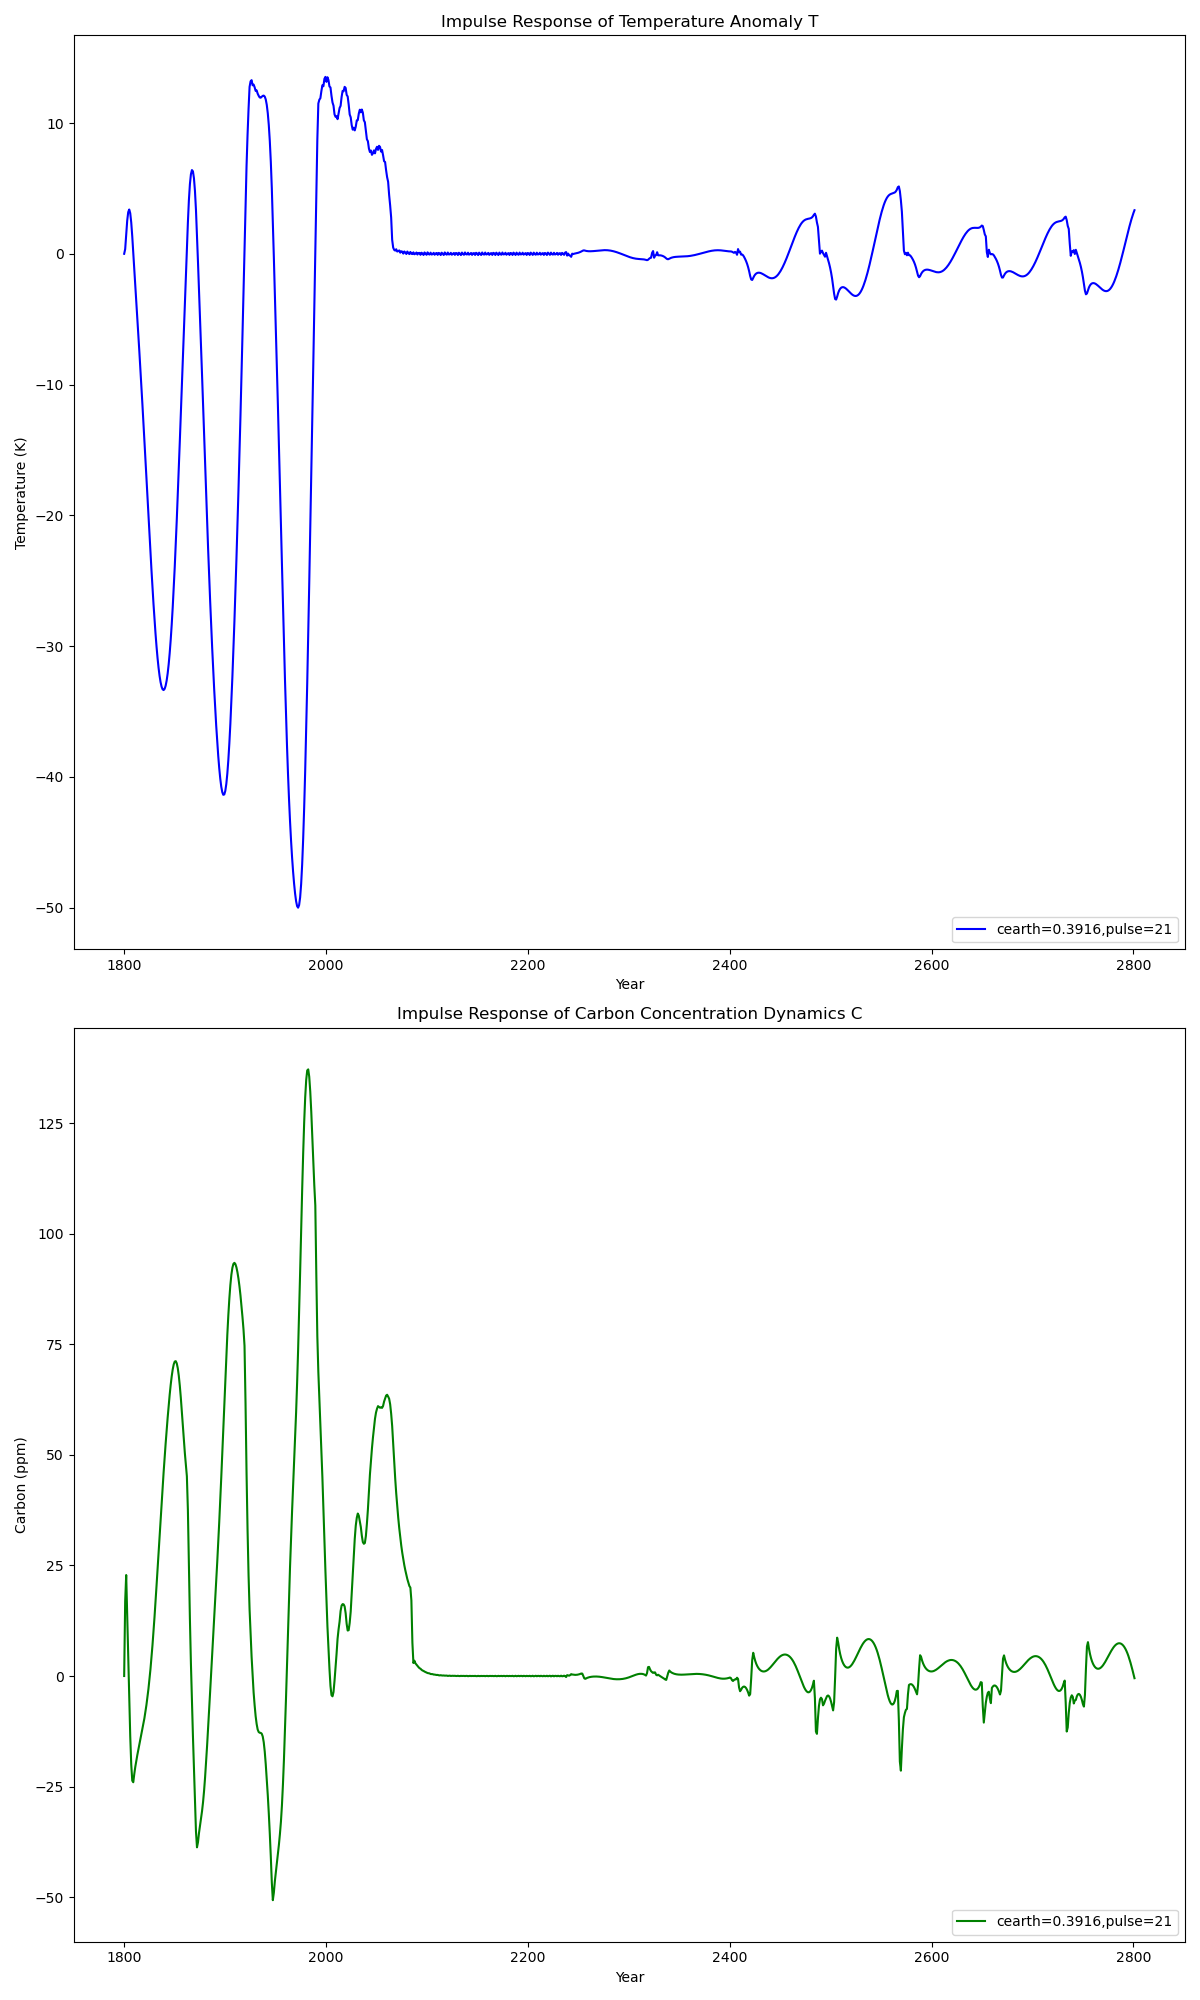 Impulse Response of Temperature Anomaly T
10
0
−10
−20
−30
−40
−50
Temperature (K)
cearth=0.3916,pulse=21
1800 2000 2200 2400 2600 2800
Year
Impulse Response of Carbon Concentration Dynamics C
125
100
75
50
25
0
−25
−50
Carbon (ppm)
cearth=0.3916,pulse=21
1800 2000 2200 2400 2600 2800
Year